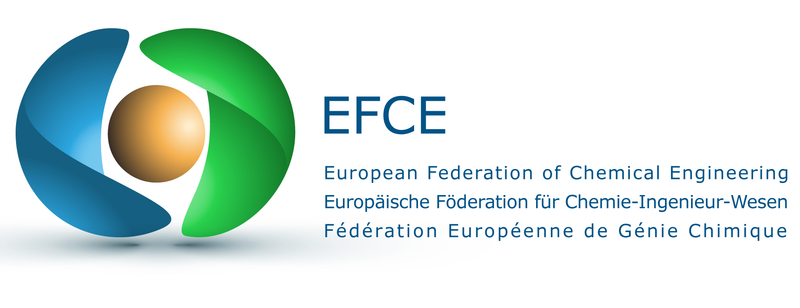 EFCE
European Federation of Chemical Engineering
Europäische Föderation für Chemie-Ingenieur-Wesen
Fédération Européenne de Génie Chimique